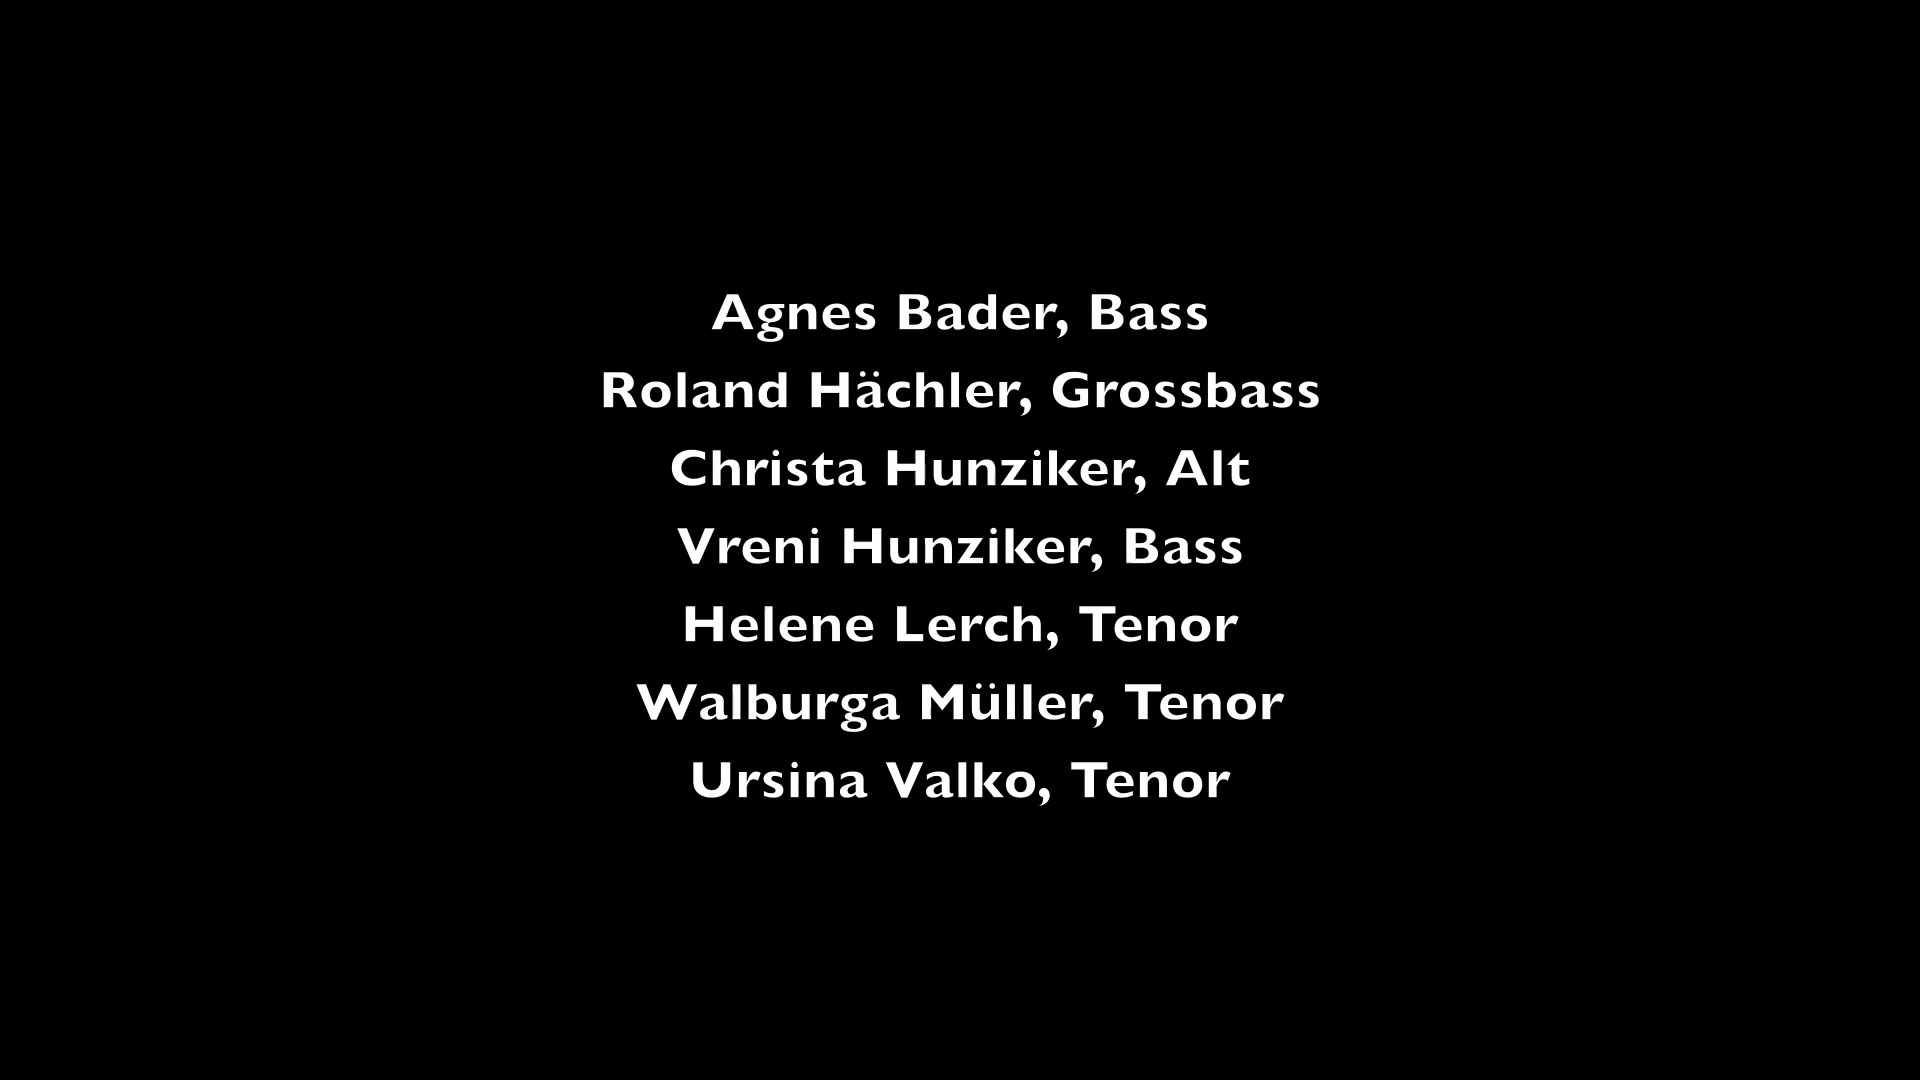 Agnes Bader, Bass
Roland Hächler, Grossbass
Christa Hunziker, Alt
Vreni Hunziker, Bass
Helene Lerch, Tenor
Walburga Müller, Tenor
Ursina Valko, Tenor